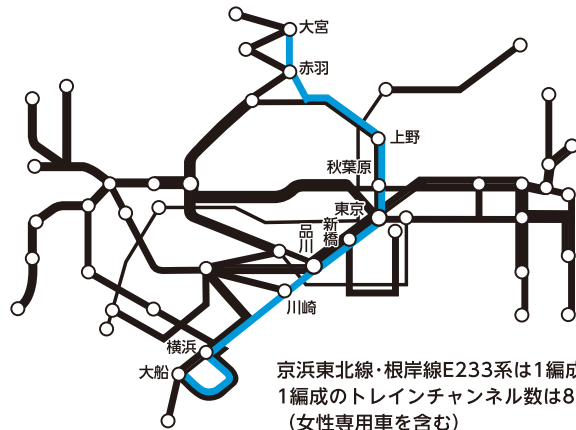 大宮
赤羽
上野
秋葉原
東京
新橋
品川
川崎
横浜
大船
京浜東北線・根岸線E233系は1編成
1編成のトレインチャンネル数は8
（女性専用車を含む）